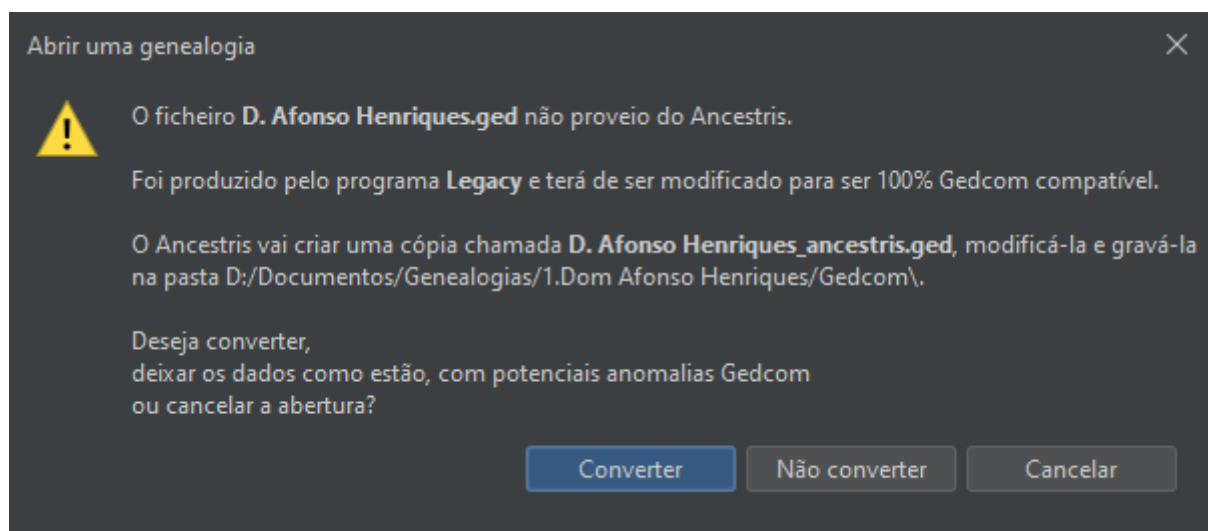 Abrir uma genealogia
O ficheiro D. Afonso Henriques.ged não proveio do Ancestris.
Foi produzido pelo programa Legacy e terá de ser modificado para ser 100% Gedcom compatível.
O Ancestris vai criar uma cópia chamada D. Afonso Henriques_ancestris.ged, modificá-la e gravá-la
na pasta D:/Documentos/Genealogias/1.Dom Afonso Henriques/Gedcom\.
Deseja converter,
deixar os dados como estão, com potenciais anomalias Gedcom
ou cancelar a abertura?
Converter Não converter Cancelar